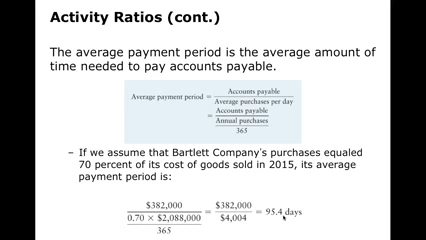 Activity Ratios (cont.)
The average payment period is the average amount of
time needed to pay accounts payable.
Average payment period = Accounts payable / Average purchases per day
= Accounts payable / (Annual purchases / 365)
– If we assume that Bartlett Company's purchases equaled
70 percent of its cost of goods sold in 2015, its average
payment period is:
$382,000 / (0.70 × $2,088,000 / 365) = $382,000 / $4,004 = 95.4 days